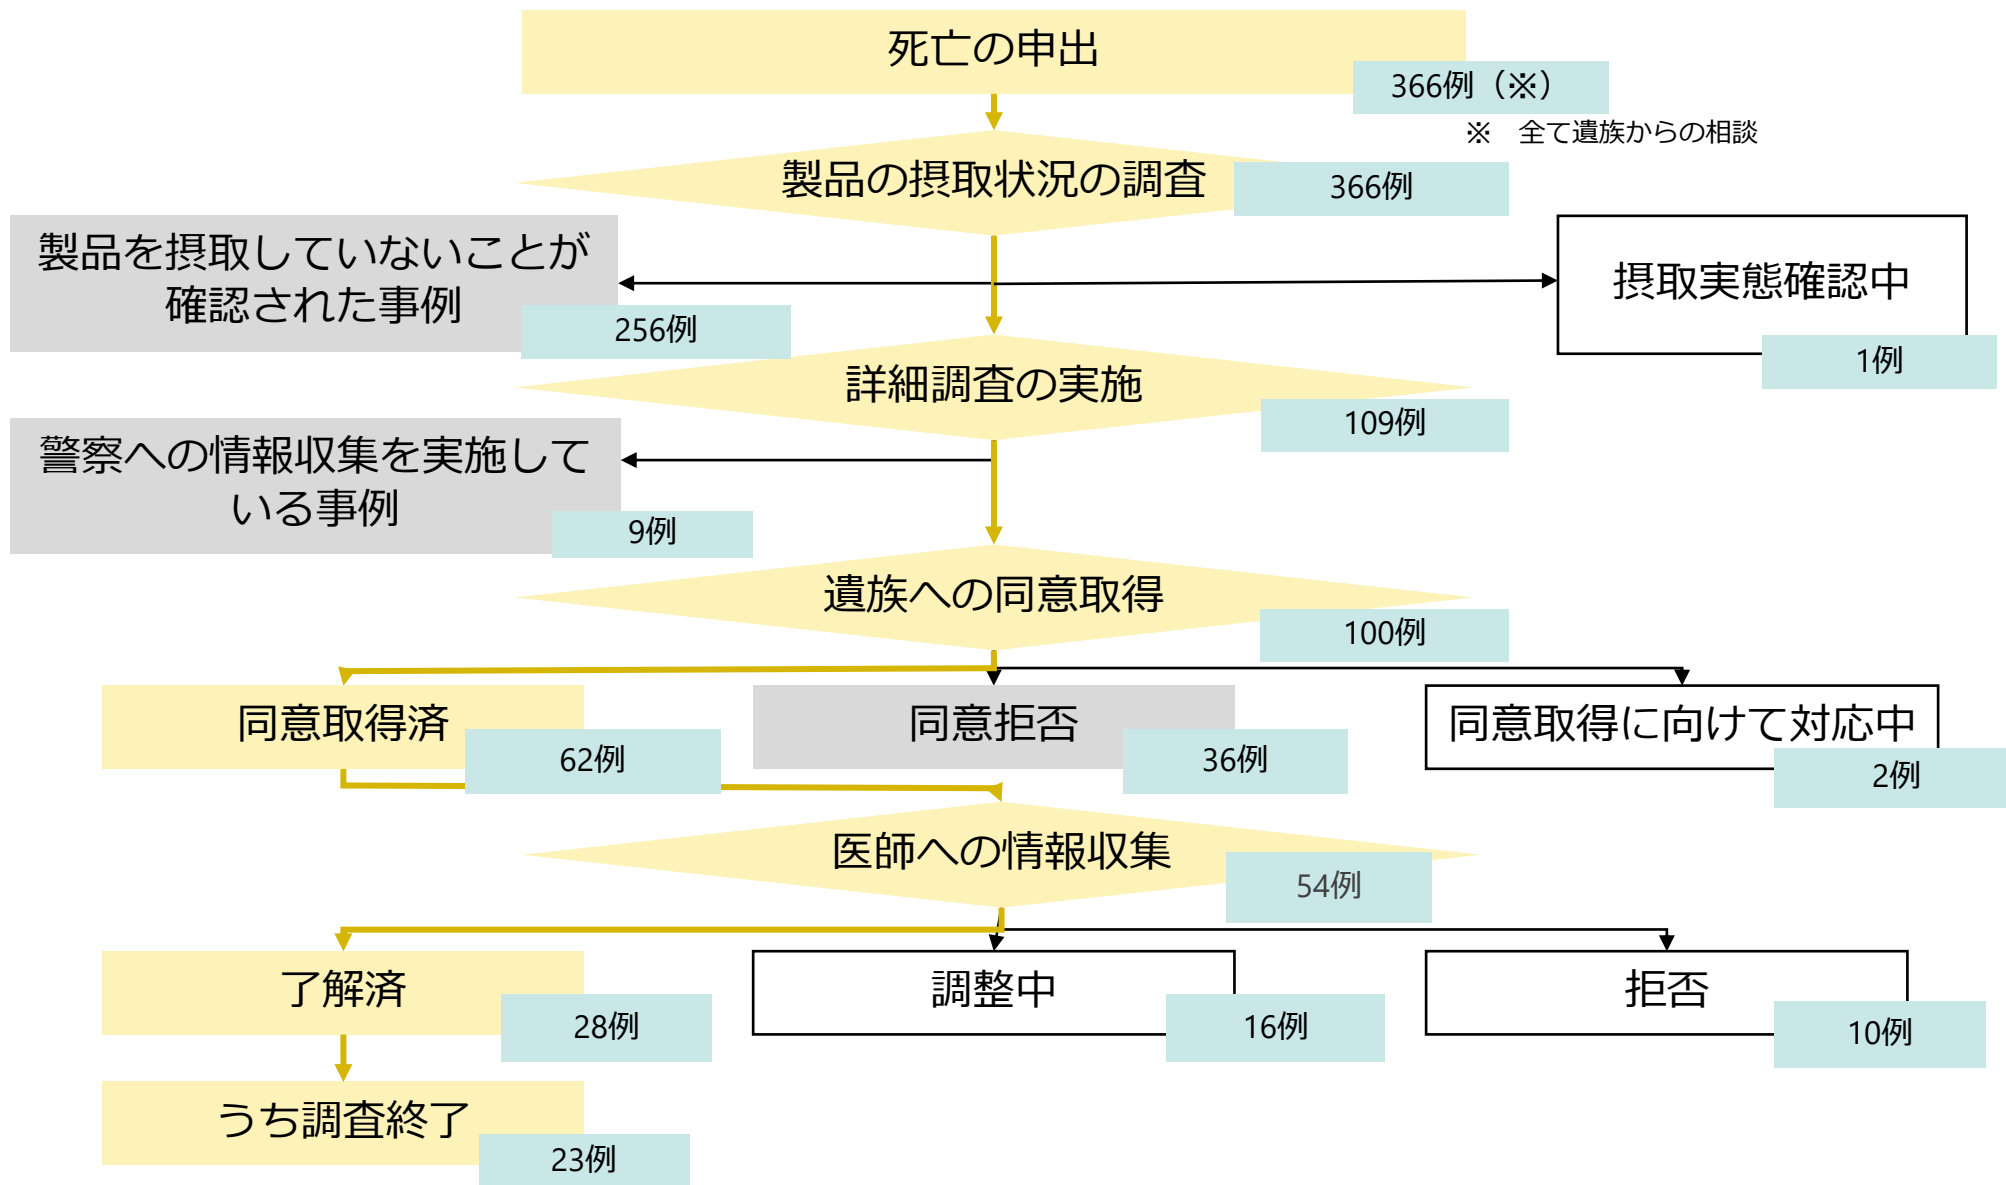 死亡の申出
366例（※）
※　全て遺族からの相談
製品の摂取状況の調査
366例
製品を摂取していないことが
確認された事例
256例
摂取実態確認中
1例
詳細調査の実施
109例
警察への情報収集を実施して
いる事例
9例
遺族への同意取得
100例
同意取得済
62例
同意拒否
36例
同意取得に向けて対応中
2例
医師への情報収集
54例
了解済
28例
調整中
16例
拒否
10例
うち調査終了
23例